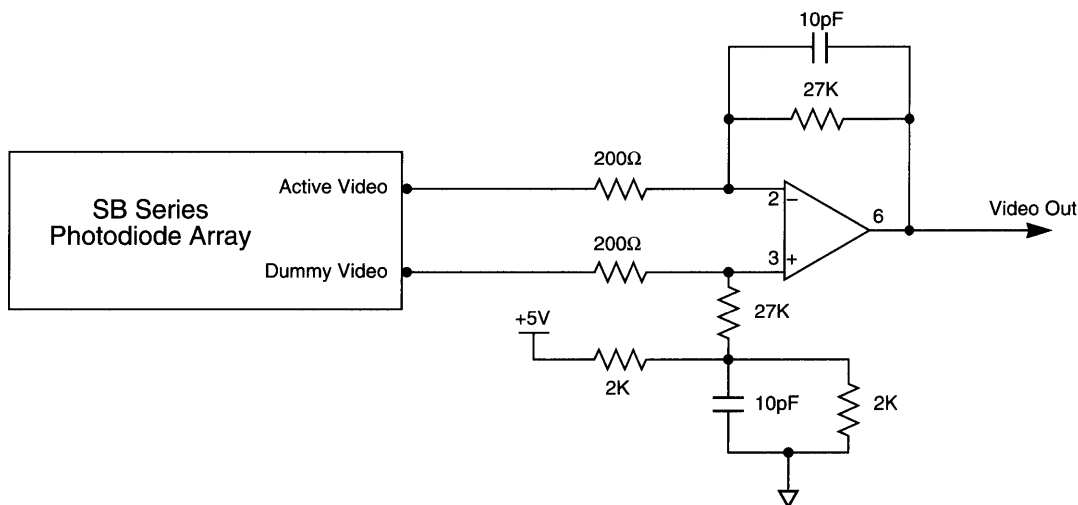 10pF
27K
200Ω
Active Video
SB Series
Photodiode Array
2
−
6
Video Out
200Ω
Dummy Video
3
+
27K
+5V
2K
10pF
2K